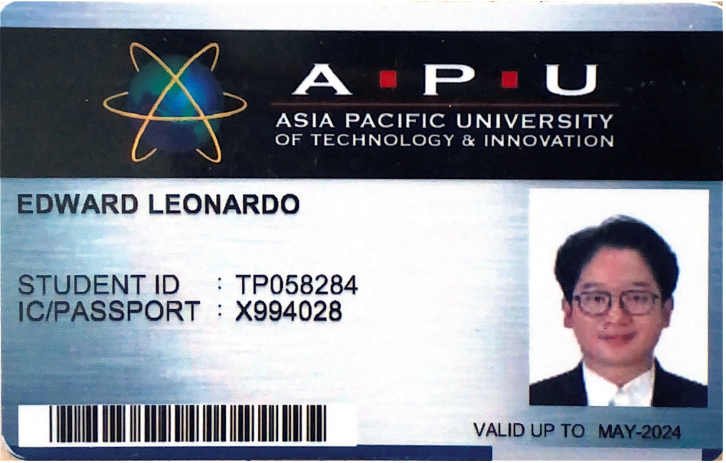 A·P·U
ASIA PACIFIC UNIVERSITY
OF TECHNOLOGY & INNOVATION
EDWARD LEONARDO
STUDENT ID : TP058284
IC/PASSPORT : X994028
VALID UP TO MAY-2024